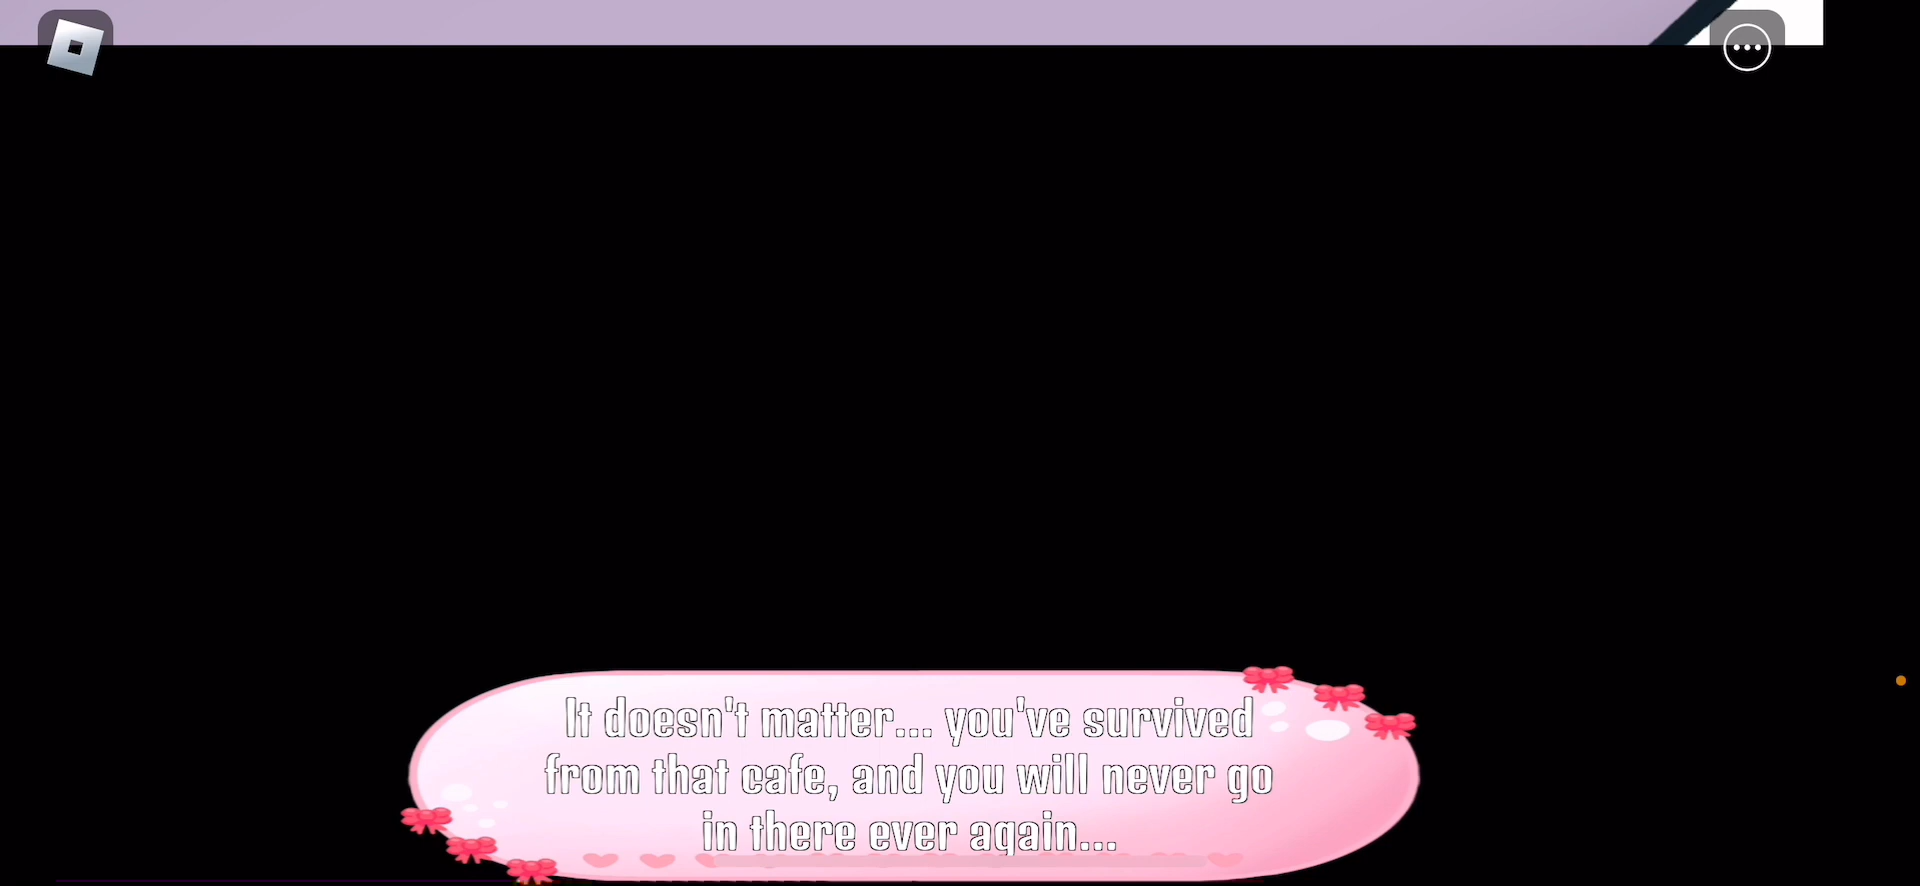 It doesn't matter... you've survived
from that cafe, and you will never go
in there ever again...